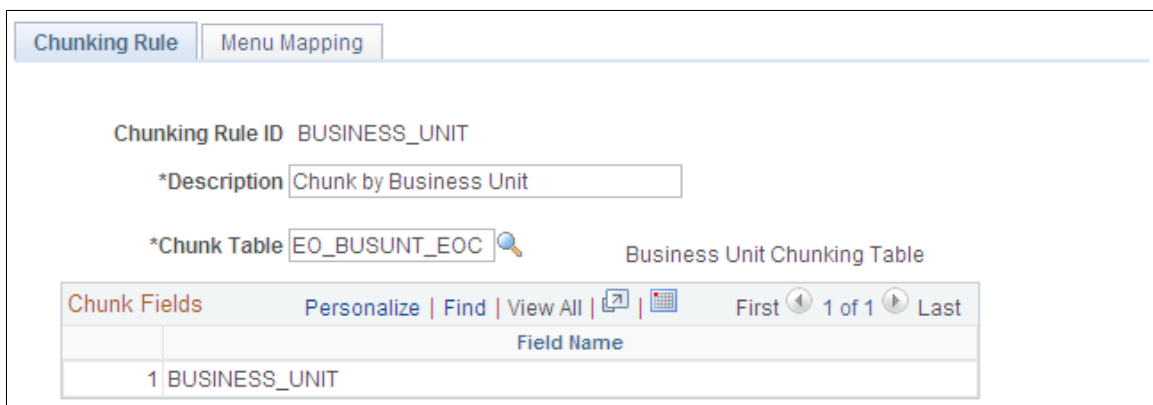 Chunking Rule Menu Mapping
Chunking Rule ID BUSINESS_UNIT
*Description Chunk by Business Unit
*Chunk Table EO_BUSUNT_EOC Business Unit Chunking Table
Chunk Fields Personalize | Find | View All | | First 1 of 1 Last
Field Name
1 BUSINESS_UNIT